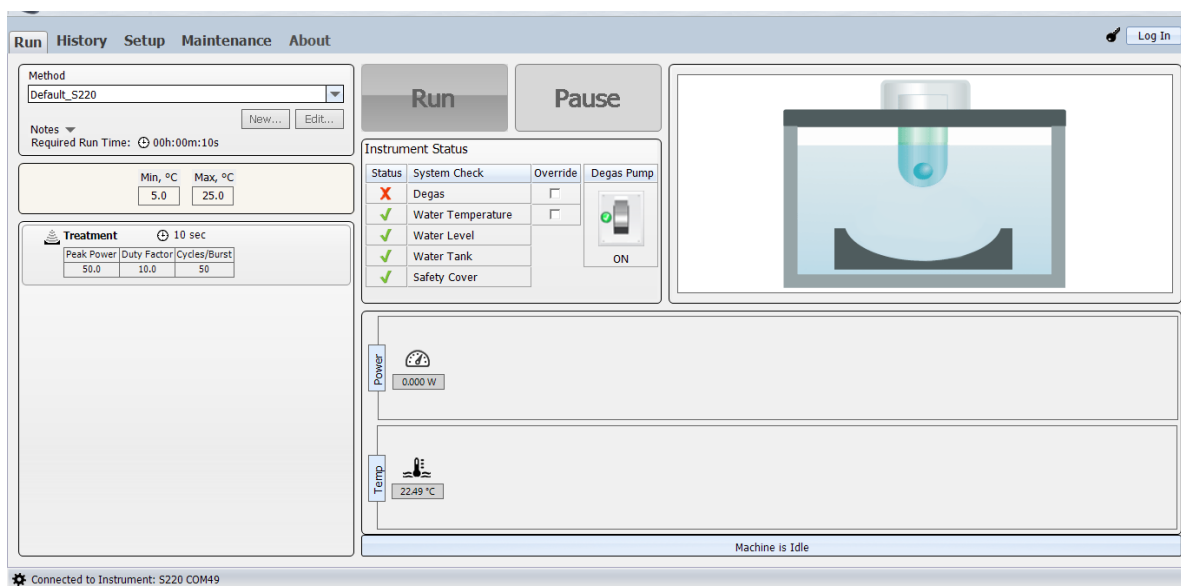 Run History Setup Maintenance About
Log In
Method
Default_S220
New... Edit...
Notes
Required Run Time: 00h:00m:10s
Min, ºC Max, ºC
5.0 25.0
Treatment 10 sec
Peak Power Duty Factor Cycles/Burst
50.0 10.0 50
Run Pause
Instrument Status
Status System Check Override Degas Pump
X Degas
Water Temperature
Water Level
Water Tank ON
Safety Cover
Power
0.000 W
Temp
22.49 °C
Machine is Idle
Connected to Instrument: S220 COM49